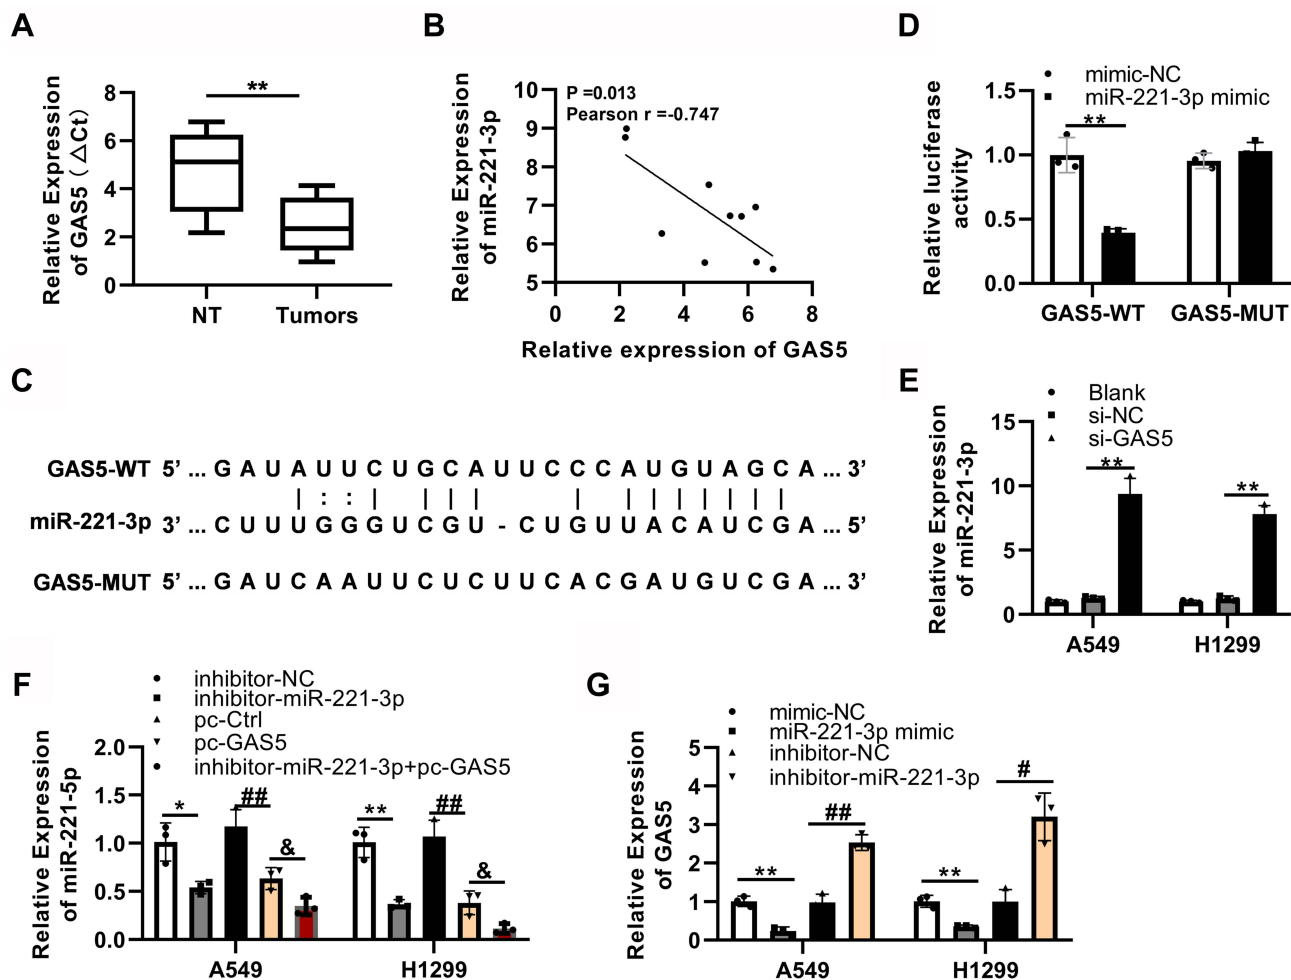 A
Relative Expression
of GAS5 (△Ct)
8
6
4
2
0
**
NT
Tumors
B
Relative Expression
of miR-221-3p
10
9
8
7
6
5
P =0.013
Pearson r =-0.747
0
2
4
6
8
Relative expression of GAS5
D
mimic-NC
miR-221-3p mimic
Relative luciferase
activity
1.5
1.0
0.5
0.0
**
GAS5-WT
GAS5-MUT
C
GAS5-WT 5’ ... G A U A U U C U G C A U U C C C A U G U A G C A ... 3’
| : : | | | | | | | | | | | |
miR-221-3p 3’ ... C U U U G G G U C G U - C U G U U A C A U C G A ... 5’
GAS5-MUT 5’ ... G A U C A A U U C U C U U C A C G A U G U C G A ... 3’
E
Blank
si-NC
si-GAS5
Relative Expression
of miR-221-3p
15
10
5
0
**
**
A549
H1299
F
inhibitor-NC
inhibitor-miR-221-3p
pc-Ctrl
pc-GAS5
inhibitor-miR-221-3p+pc-GAS5
Relative Expression
of miR-221-5p
2.0
1.5
1.0
0.5
0.0
*
##
&
**
##
&
A549
H1299
G
mimic-NC
miR-221-3p mimic
inhibitor-NC
inhibitor-miR-221-3p
Relative Expression
of GAS5
5
4
3
2
1
0
**
##
**
#
A549
H1299